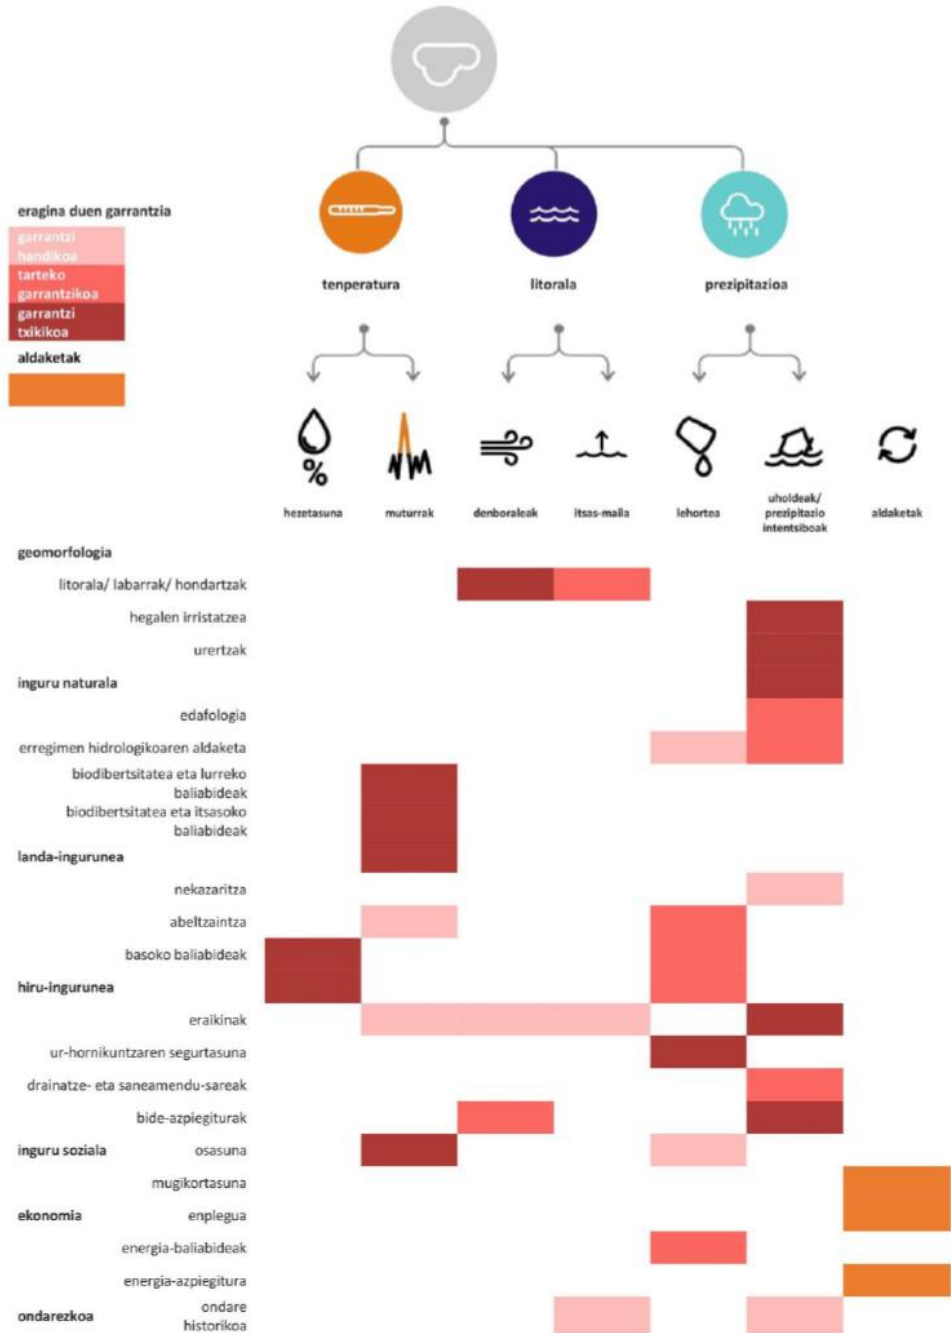 eragina duen garrantzia
garrantzi
handikoa
tarteko
garrantzikoa
garrantzi
txikikoa
aldaketak
tenperatura
litorala
prezipitazioa
%
hezetasuna
muturrak
denboraleak
itsas-maila
lehortea
uholdeak/
prezipitazio
intentsiboak
aldaketak
geomorfologia
litorala/ labarrak/ hondartzak
hegalen irristatzea
urertzak
inguru naturala
edafologia
erregimen hidrologikoaren aldaketa
biodibertsitatea eta lurreko
baliabideak
biodibertsitatea eta itsasoko
baliabideak
landa-ingurunea
nekazaritza
abeltzaintza
basoko baliabideak
hiru-ingurunea
eraikinak
ur-hornikuntzaren segurtasuna
drainatze- eta saneamendu-sareak
bide-azpiegiturak
inguru soziala osasuna
mugikortasuna
ekonomia enplegua
energia-baliabideak
energia-azpiegitura
ondarezkoa ondare
historikoa